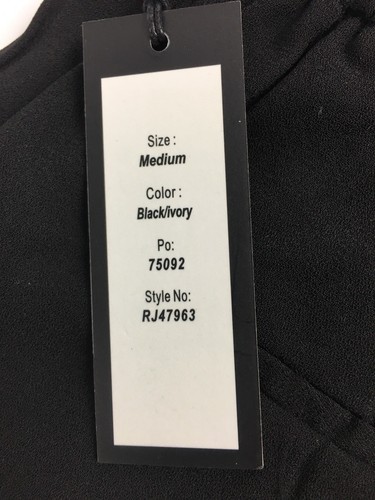 Size :
Medium
Color :
Black/ivory
Po:
75092
Style No:
RJ47963